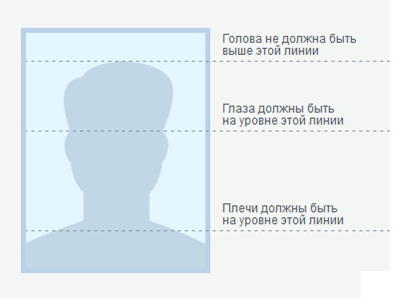 Голова не должна быть
выше этой линии
Глаза должны быть
на уровне этой линии
Плечи должны быть
на уровне этой линии